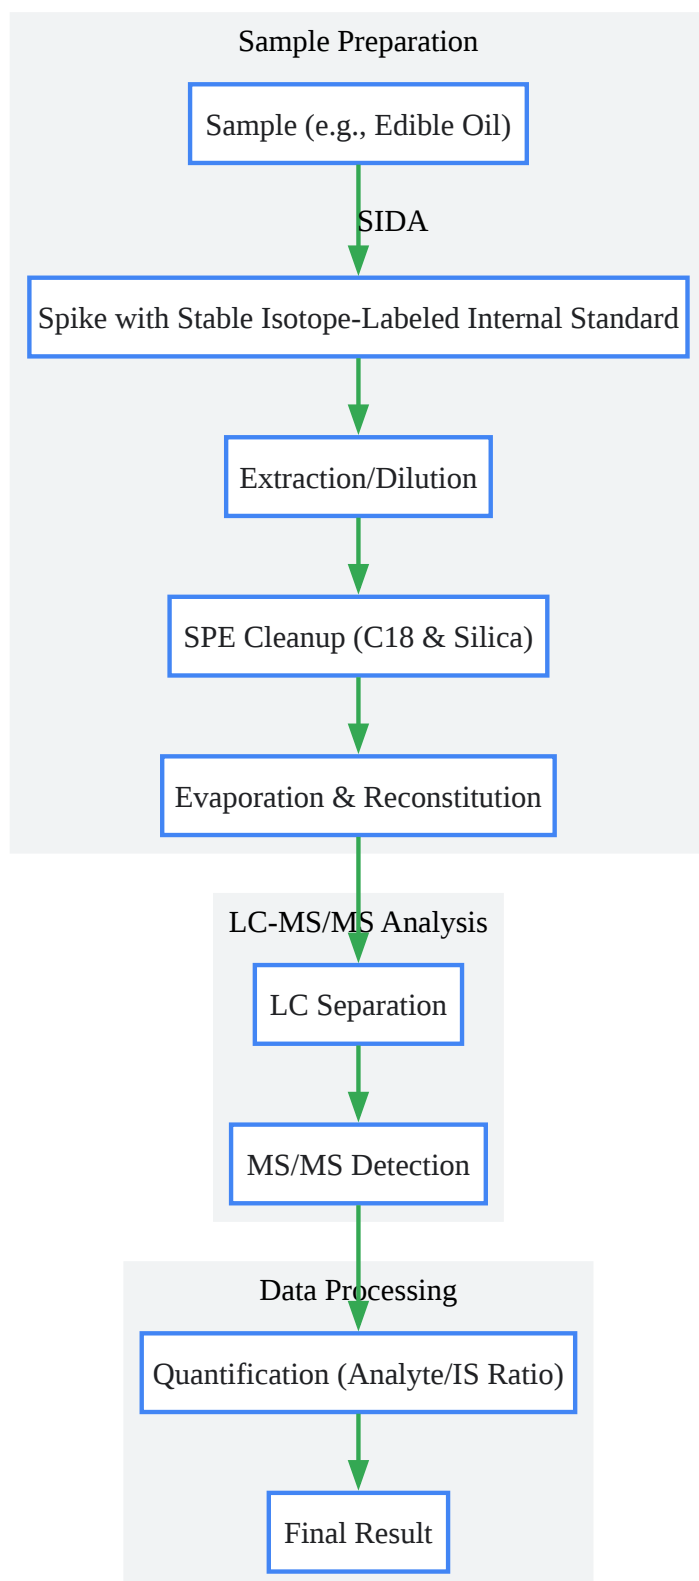 Sample Preparation
Sample (e.g., Edible Oil)
SIDA
Spike with Stable Isotope-Labeled Internal Standard
Extraction/Dilution
SPE Cleanup (C18 & Silica)
Evaporation & Reconstitution
LC-MS/MS Analysis
LC Separation
MS/MS Detection
Data Processing
Quantification (Analyte/IS Ratio)
Final Result